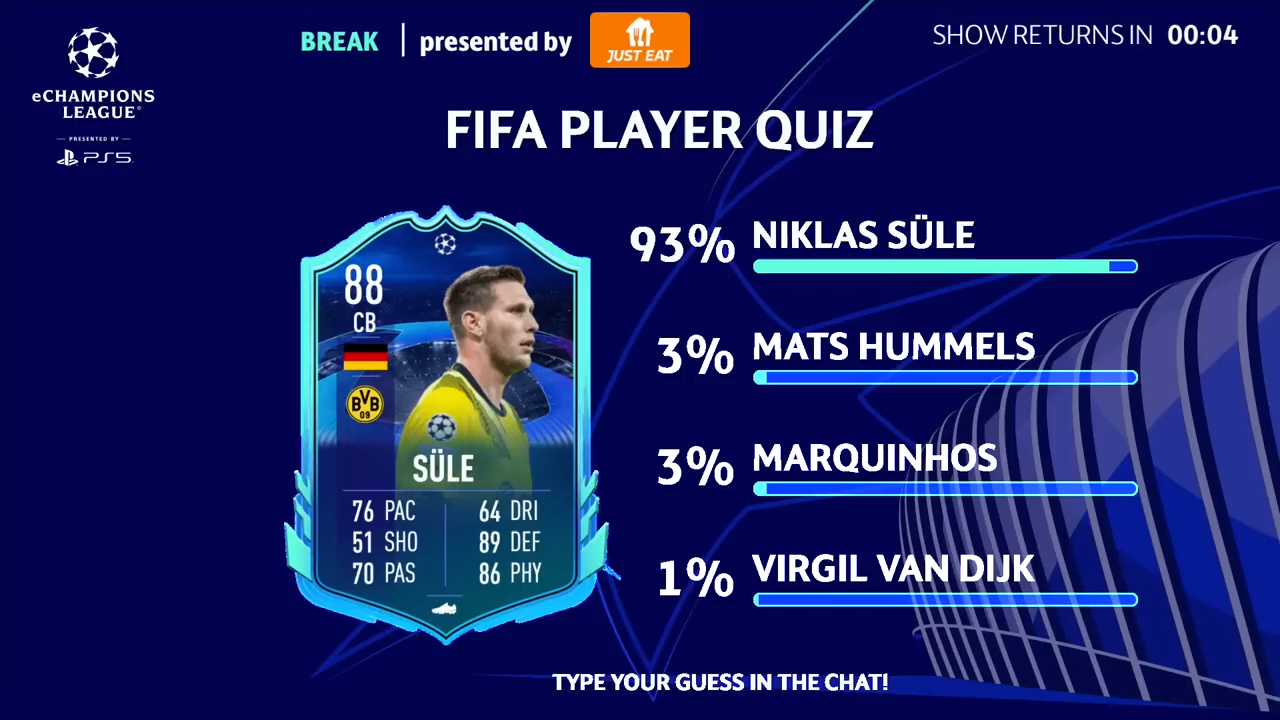 BREAK
presented by
JUST EAT
SHOW RETURNS IN 00:04
eCHAMPIONS
LEAGUE®
PRESENTED BY
PS5
FIFA PLAYER QUIZ
88
CB
BVB
09
SÜLE
76 PAC
64 DRI
51 SHO
89 DEF
70 PAS
86 PHY
93% NIKLAS SÜLE
3% MATS HUMMELS
3% MARQUINHOS
1% VIRGIL VAN DIJK
TYPE YOUR GUESS IN THE CHAT!